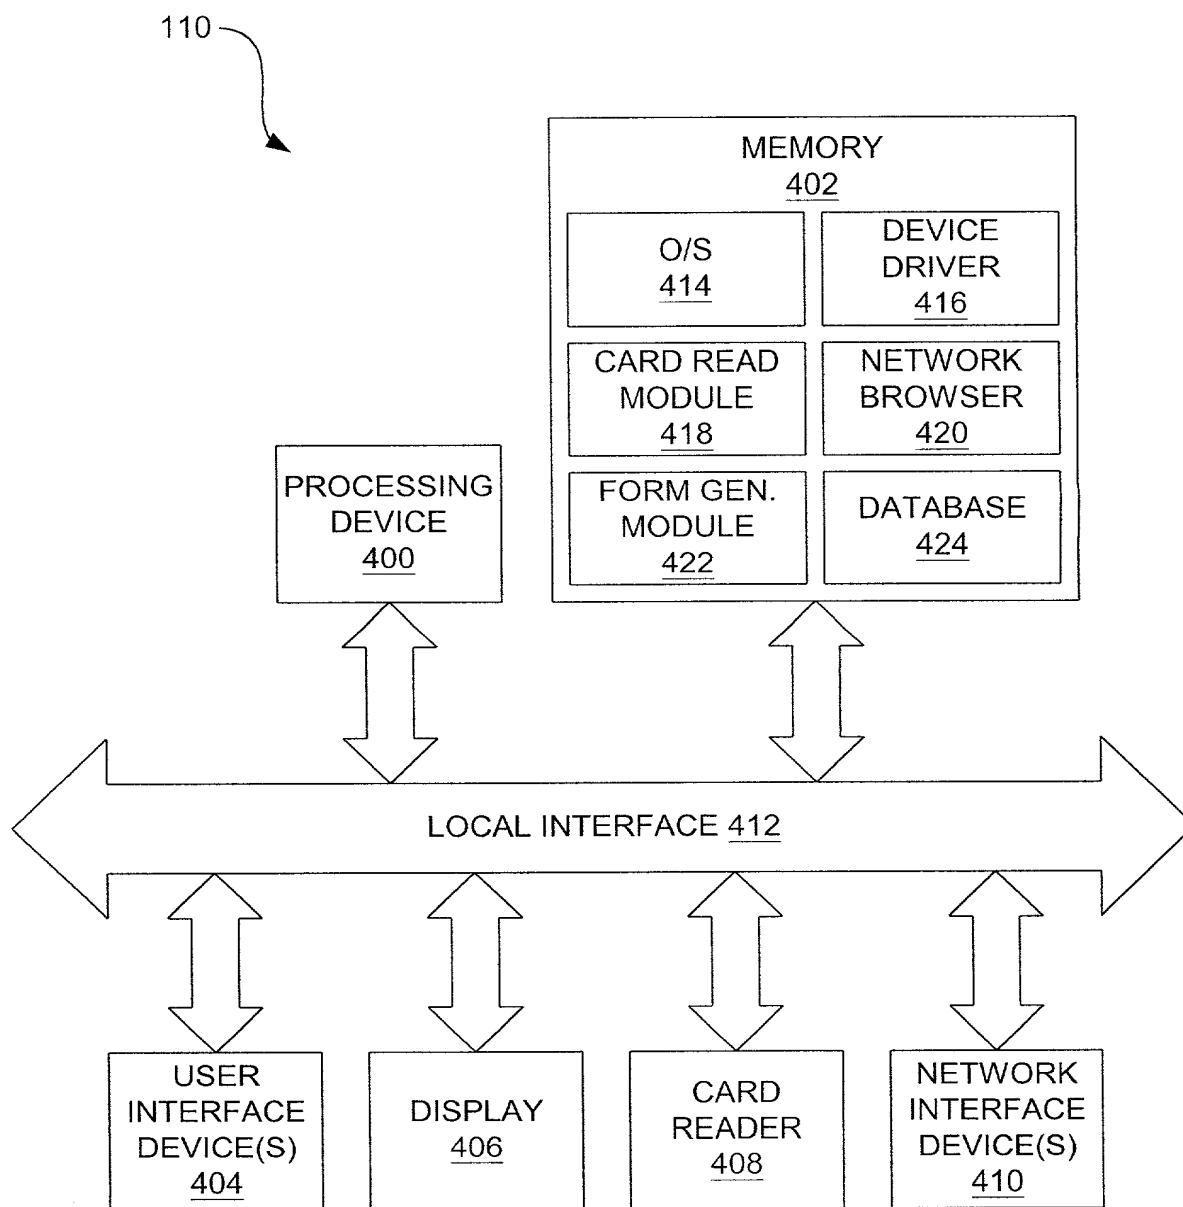 110
MEMORY
402
O/S
414
DEVICE
DRIVER
416
CARD READ
MODULE
418
NETWORK
BROWSER
420
FORM GEN.
MODULE
422
DATABASE
424
PROCESSING
DEVICE
400
LOCAL INTERFACE 412
USER
INTERFACE
DEVICE(S)
404
DISPLAY
406
CARD
READER
408
NETWORK
INTERFACE
DEVICE(S)
410